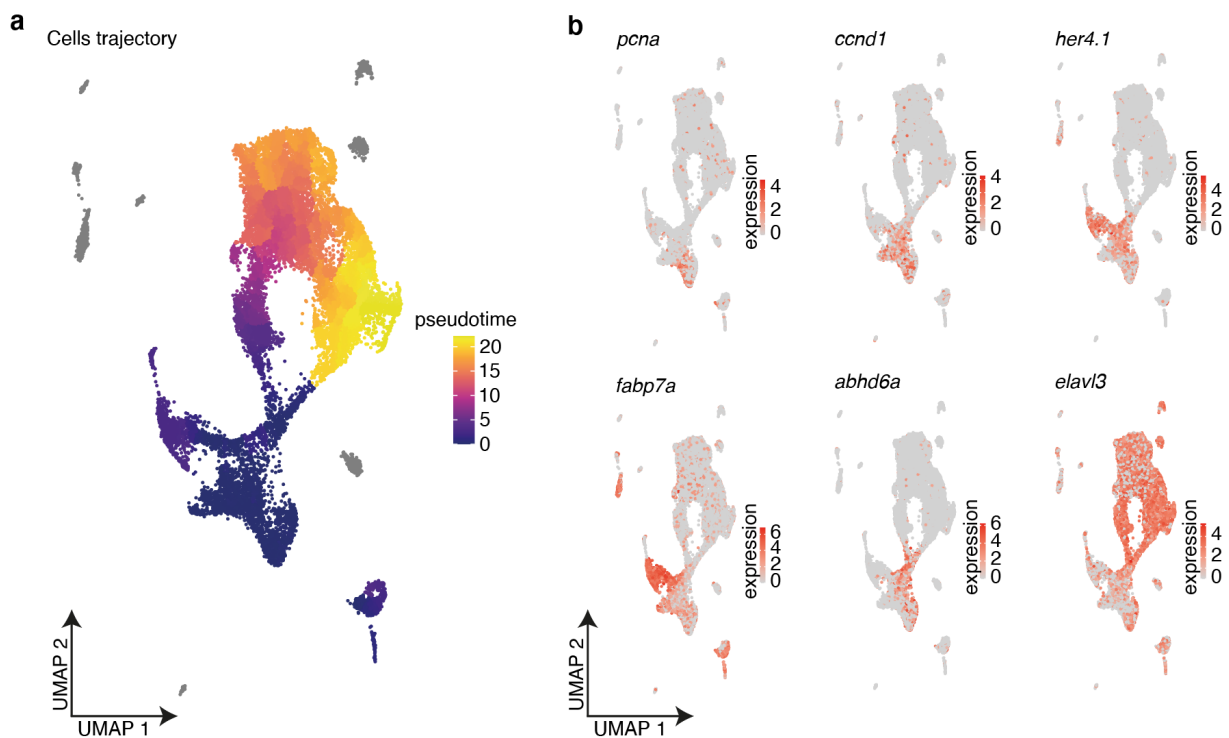 a
Cells trajectory
pseudotime
20
15
10
5
0
UMAP 2
UMAP 1
b
pcna
expression
4
2
0
ccnd1
expression
4
2
0
her4.1
expression
4
2
0
fabp7a
expression
6
4
2
0
abhd6a
expression
6
4
2
0
elavl3
expression
4
2
0
UMAP 2
UMAP 1